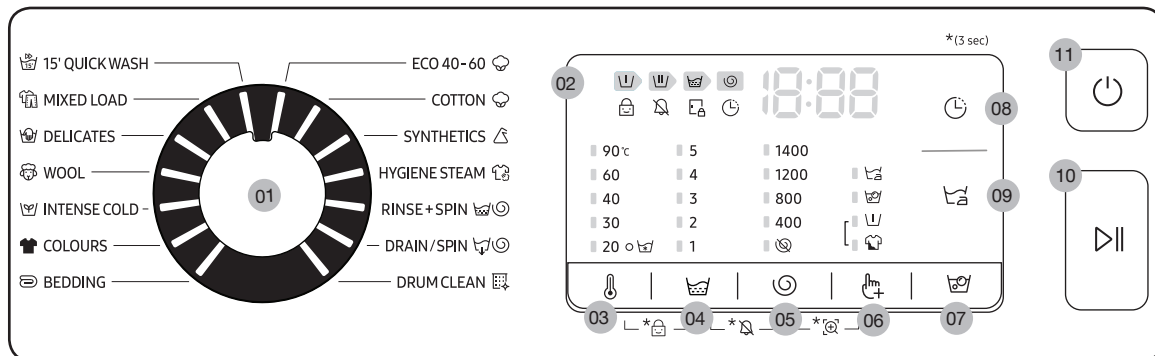 *(3 sec)
11
15' QUICK WASH
ECO 40-60
02
18:88
MIXED LOAD
COTTON
08
DELICATES
SYNTHETICS
90℃ 5 1400
WOOL
HYGIENE STEAM
60 4 1200
10
01
40 3 800
09
INTENSE COLD
RINSE+SPIN
30 2 400
COLOURS
DRAIN/SPIN
20 1
BEDDING
DRUM CLEAN
03 * 04 * 05 * 06 07